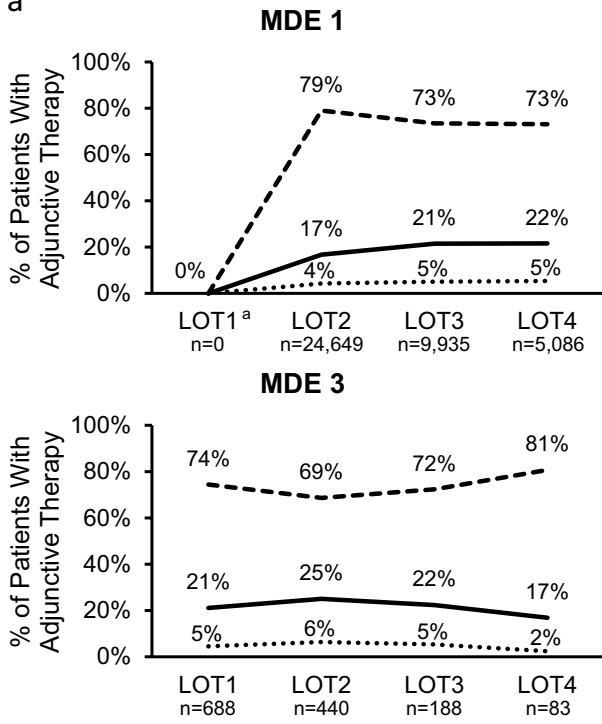 a
MDE 1
% of Patients With
Adjunctive Therapy
100%
80%
60%
40%
20%
0%
79%
73%
73%
17%
21%
22%
0%
4%
5%
5%
LOT1 a
LOT2
LOT3
LOT4
n=0
n=24,649
n=9,935
n=5,086
MDE 3
% of Patients With
Adjunctive Therapy
100%
80%
60%
40%
20%
0%
74%
69%
72%
81%
21%
25%
22%
17%
5%
6%
5%
2%
LOT1
LOT2
LOT3
LOT4
n=688
n=440
n=188
n=83